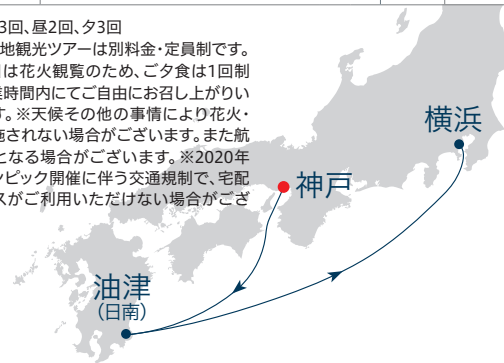 3回、昼2回、夕3回
地観光ツアーは別料金・定員制です。
は花火観覧のため、ご夕食は1回制
業時間内にてご自由にお召し上がりい
す。※天候その他の事情により花火・
施されない場合がございます。また航
となる場合がございます。※2020年
ンピック開催に伴う交通規制で、宅配
スがご利用いただけない場合がござ
横浜
神戸
油津
(日南)